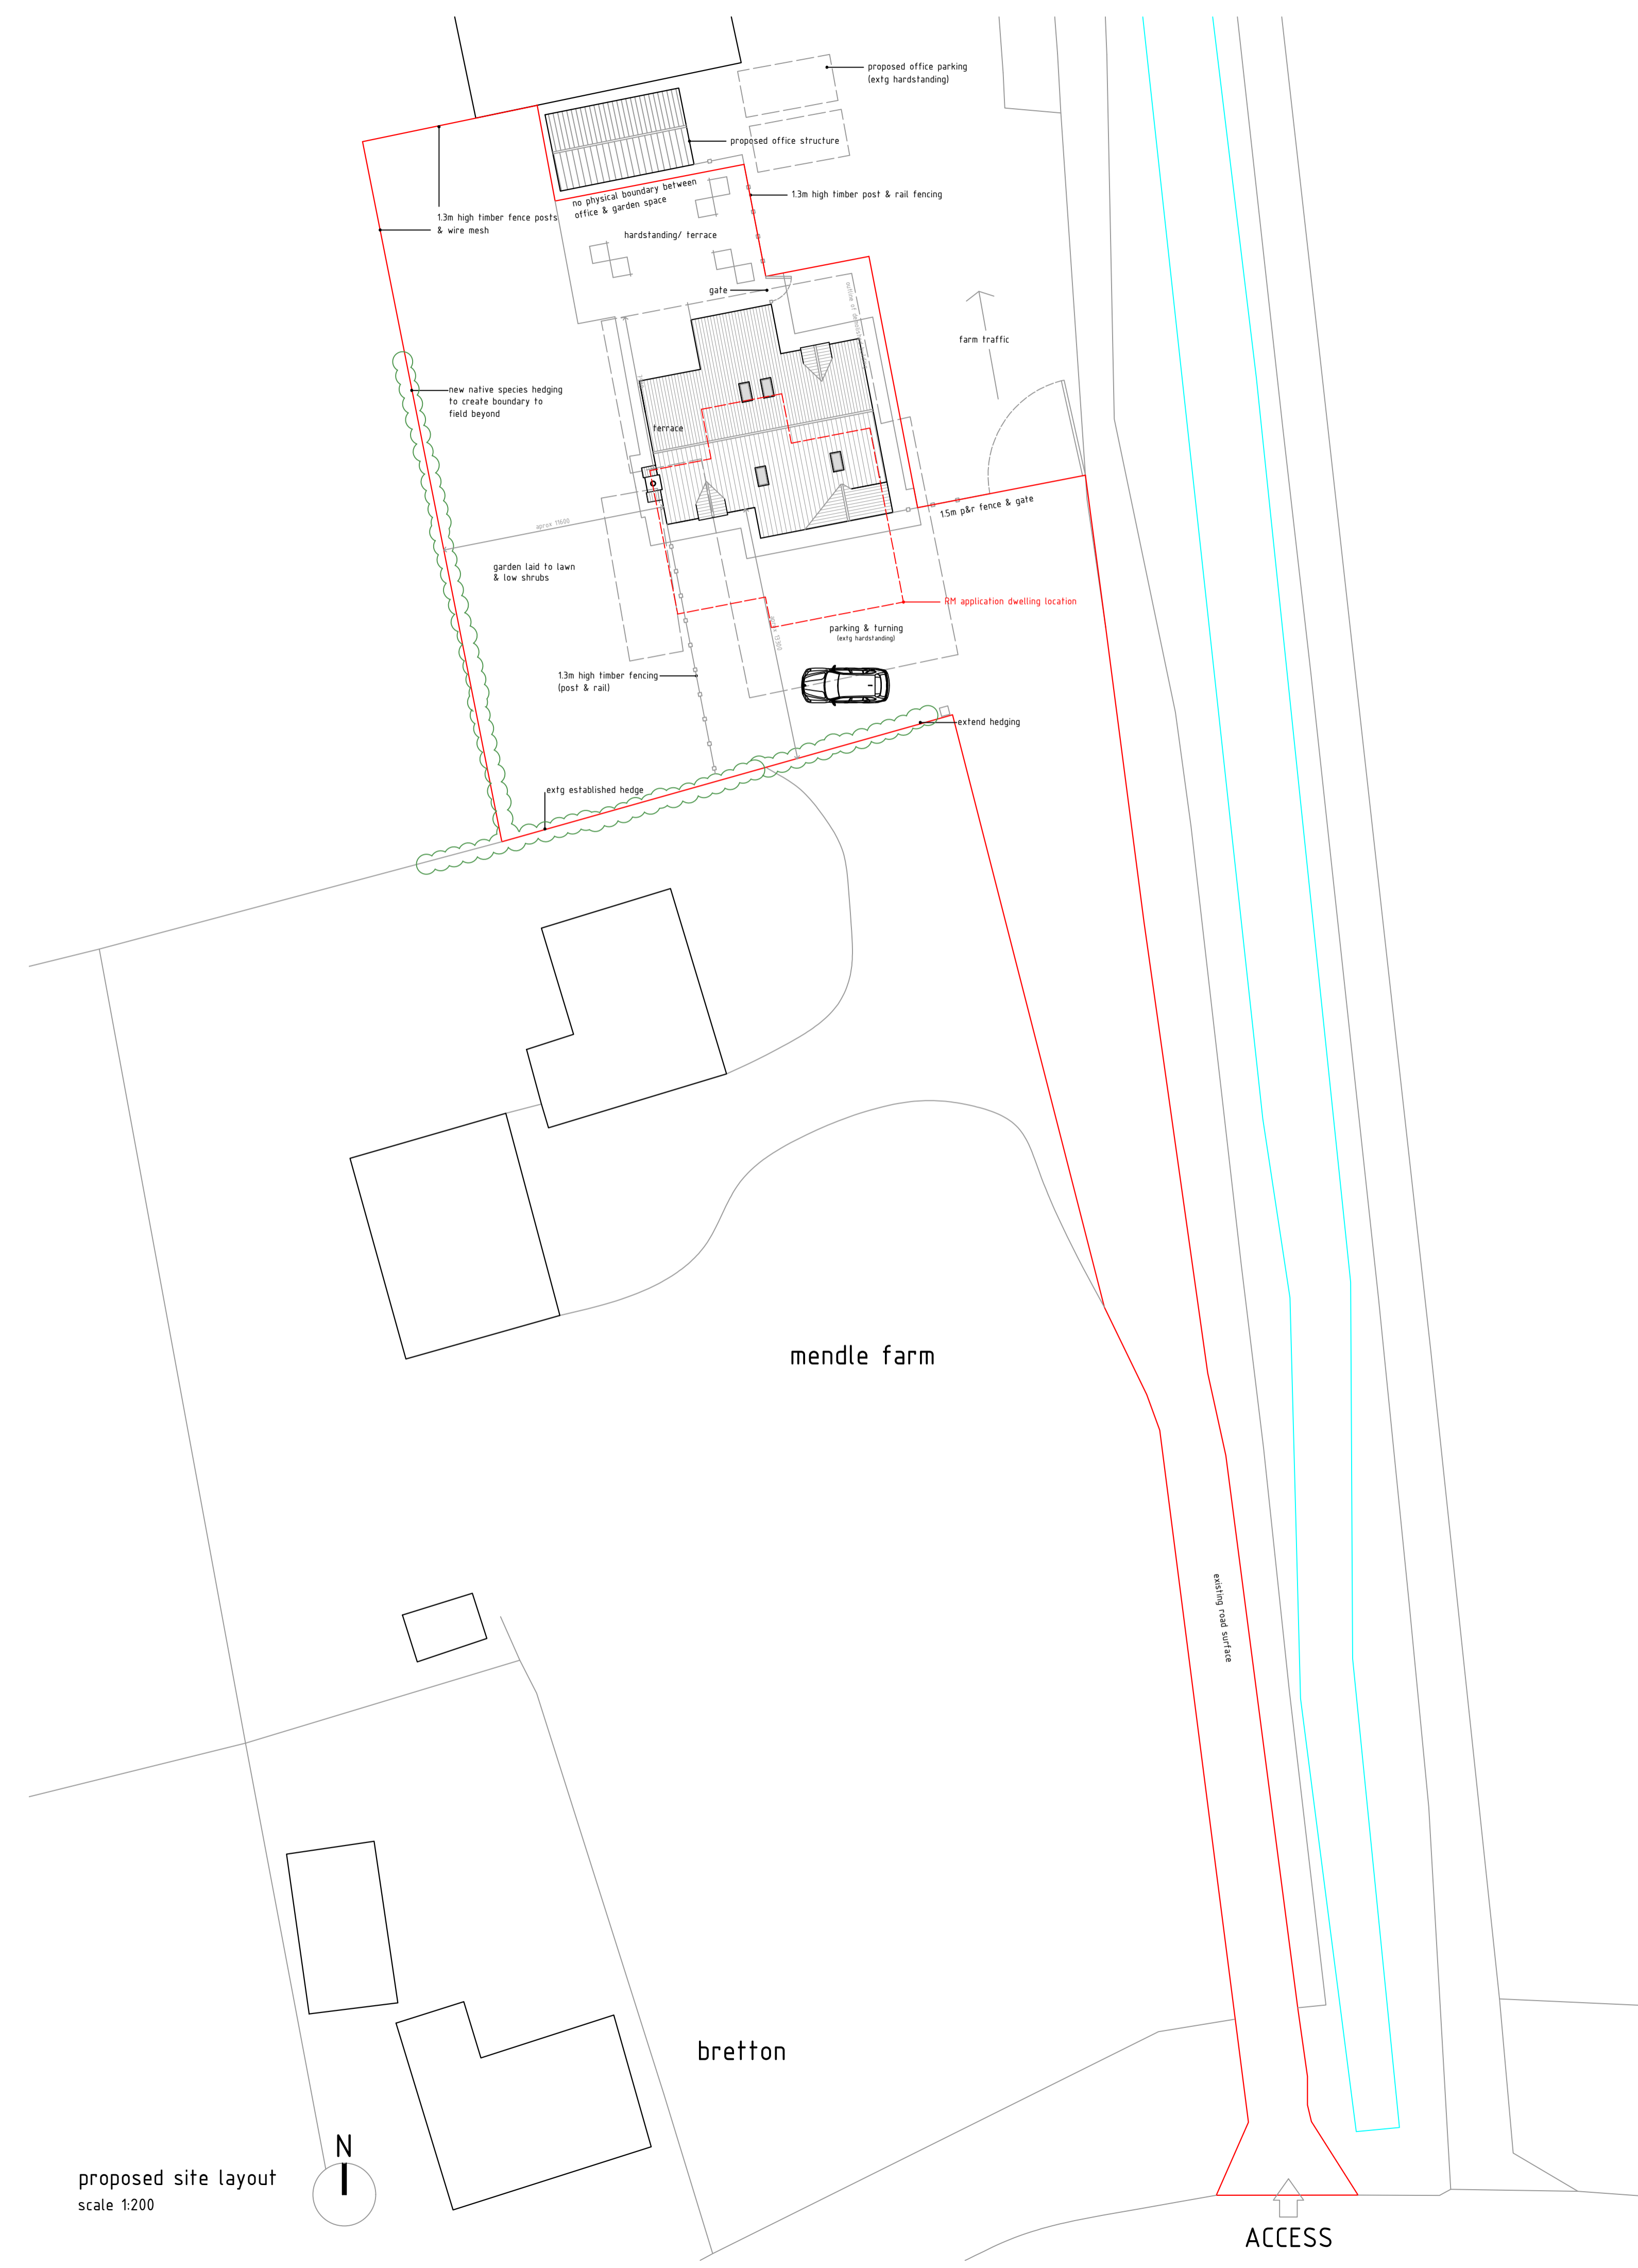 proposed office parking
(extg hardstanding)
proposed office structure
no physical boundary between
office & garden space
1.3m high timber post & rail fencing
1.3m high timber fence posts
& wire mesh
hardstanding/ terrace
gate
farm traffic
new native species hedging
to create boundary to
field beyond
terrace
1.5m p&r fence & gate
aprox 11600
garden laid to lawn
& low shrubs
RM application dwelling location
parking & turning
(extg hardstanding)
1.3m high timber fencing
(post & rail)
extend hedging
extg established hedge
mendle farm
existing road surface
bretton
N
proposed site layout
scale 1:200
ACCESS